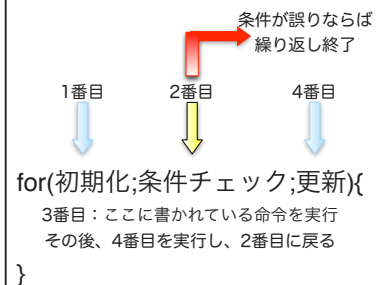 条件が誤りならば
繰り返し終了
1番目 2番目 4番目
for(初期化;条件チェック;更新){
3番目：ここに書かれている命令を実行
その後、4番目を実行し、2番目に戻る
}